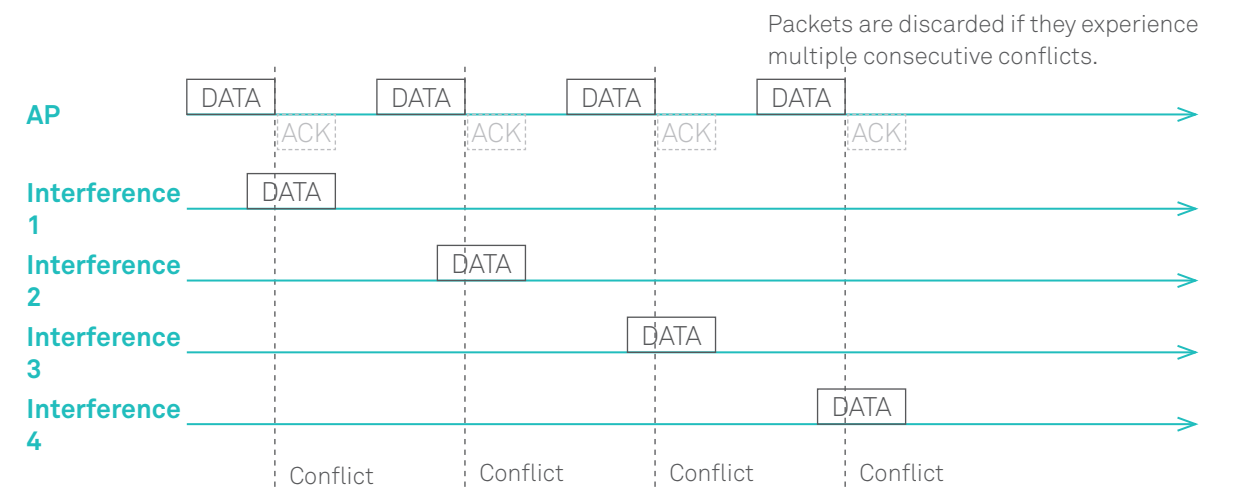 Packets are discarded if they experience
multiple consecutive conflicts.
DATA DATA DATA DATA
AP
ACK ACK ACK ACK
Interference
1
DATA
Interference
2
DATA
Interference
3
DATA
Interference
4
DATA
Conflict Conflict Conflict Conflict